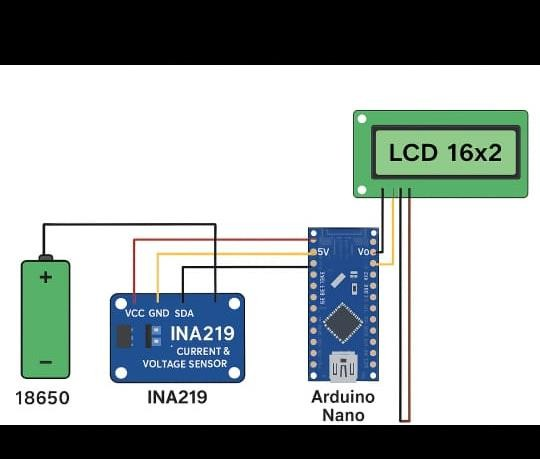 LCD 16x2
5V
Vo
+
VCC GND SDA
INA219
CURRENT &
VOLTAGE SENSOR
−
18650
INA219
Arduino
Nano